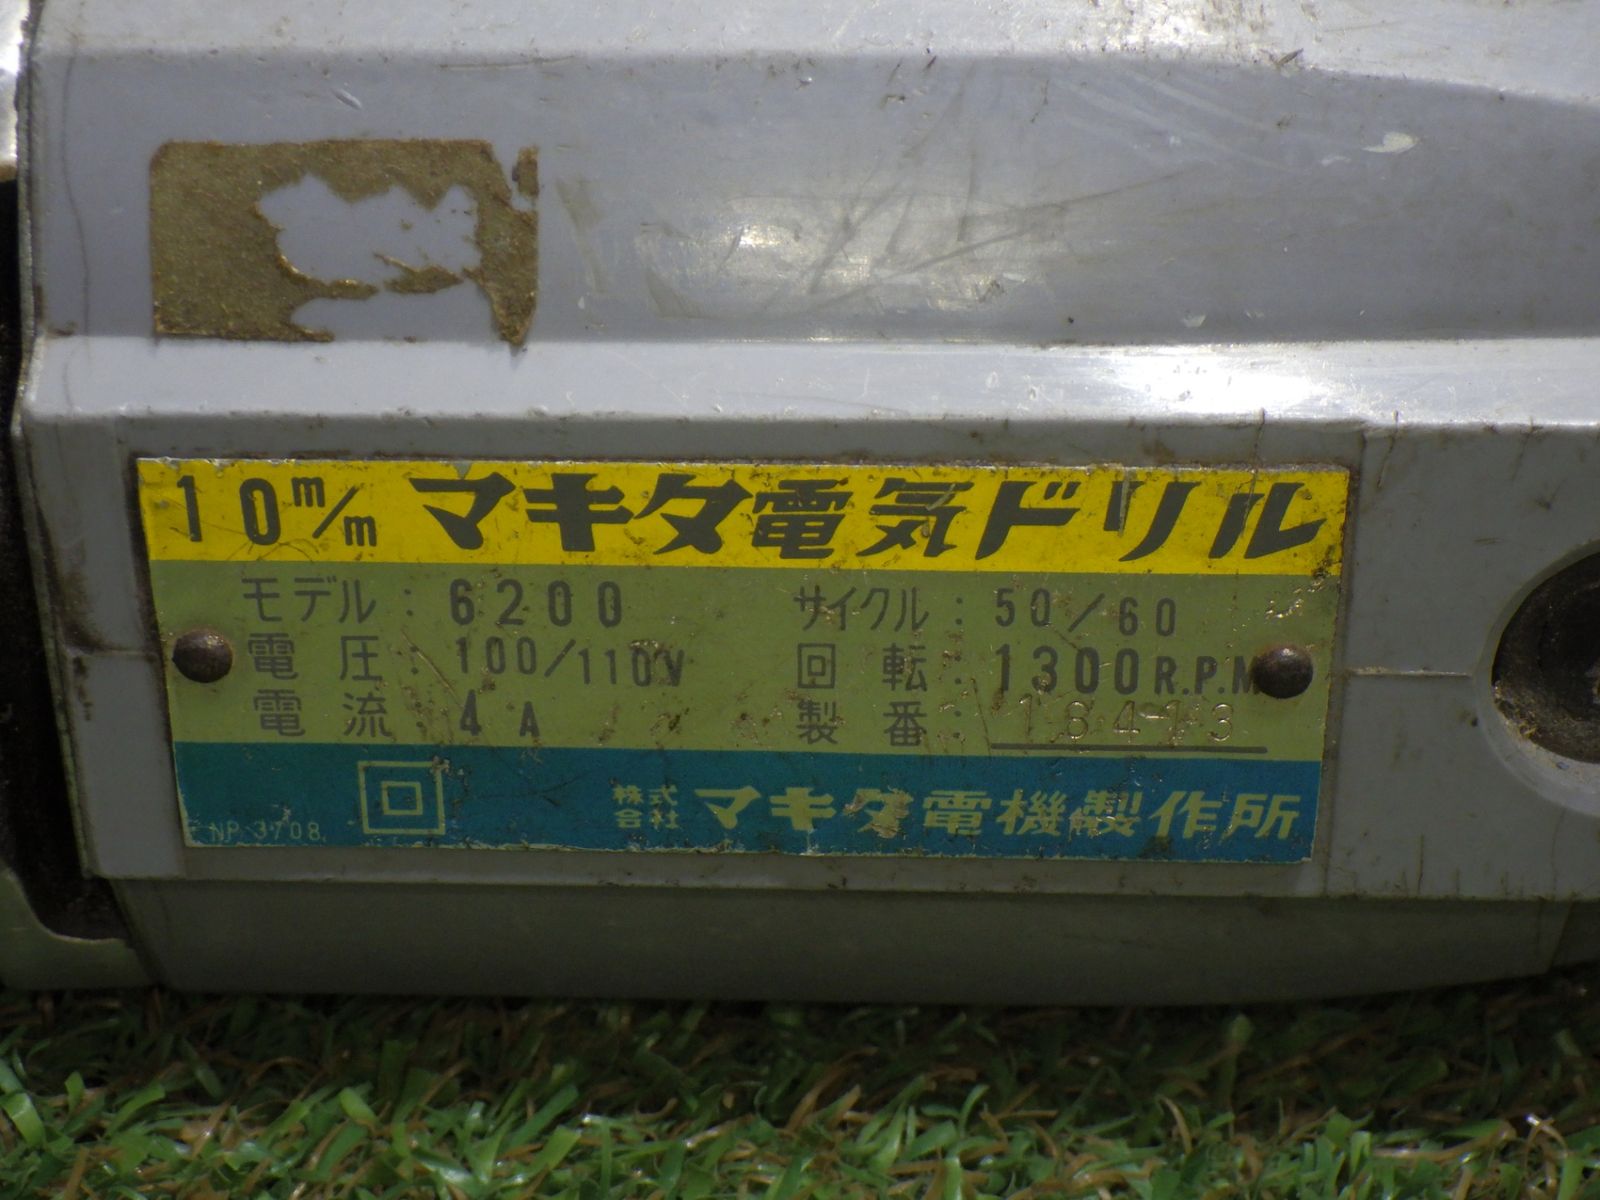 10m/m マキタ電気ドリル
モデル : 6200 サイクル : 50/60
電圧 : 100/110V 回転 : 1300R.P.M
電流 : 4A 製番 : 18413
NP 3708 回 株式会社 マキタ電機製作所